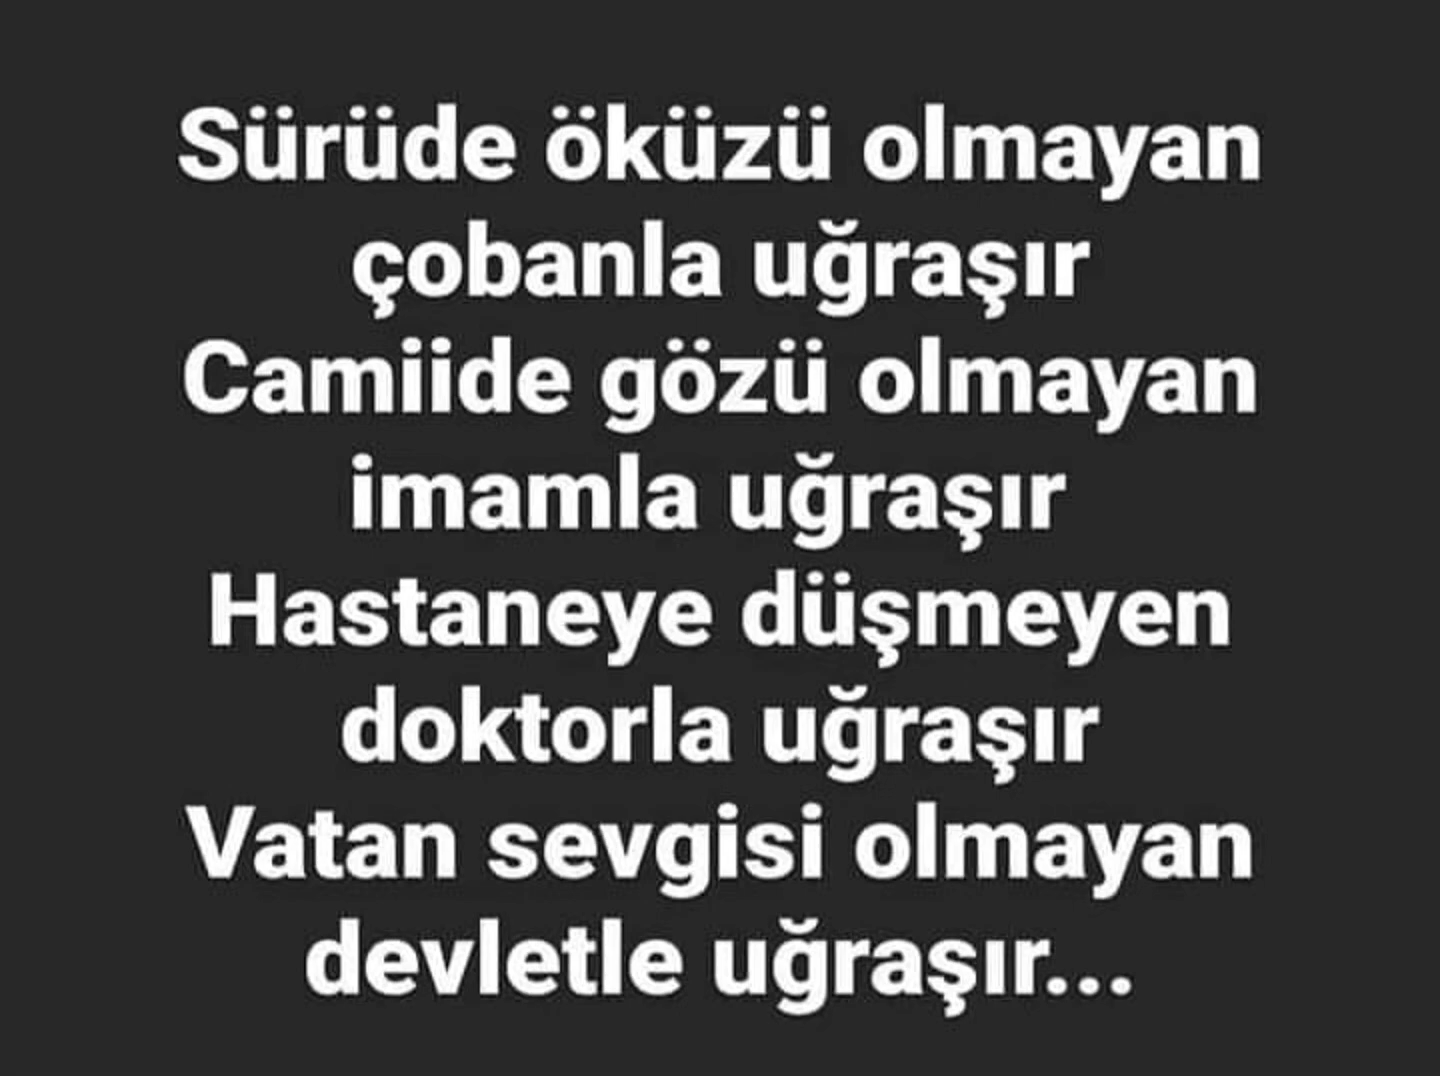 Sürüde öküzü olmayan
çobanla uğraşır
Camiide gözü olmayan
imamla uğraşır
Hastaneye düşmeyen
doktorla uğraşır
Vatan sevgisi olmayan
devletle uğraşır...